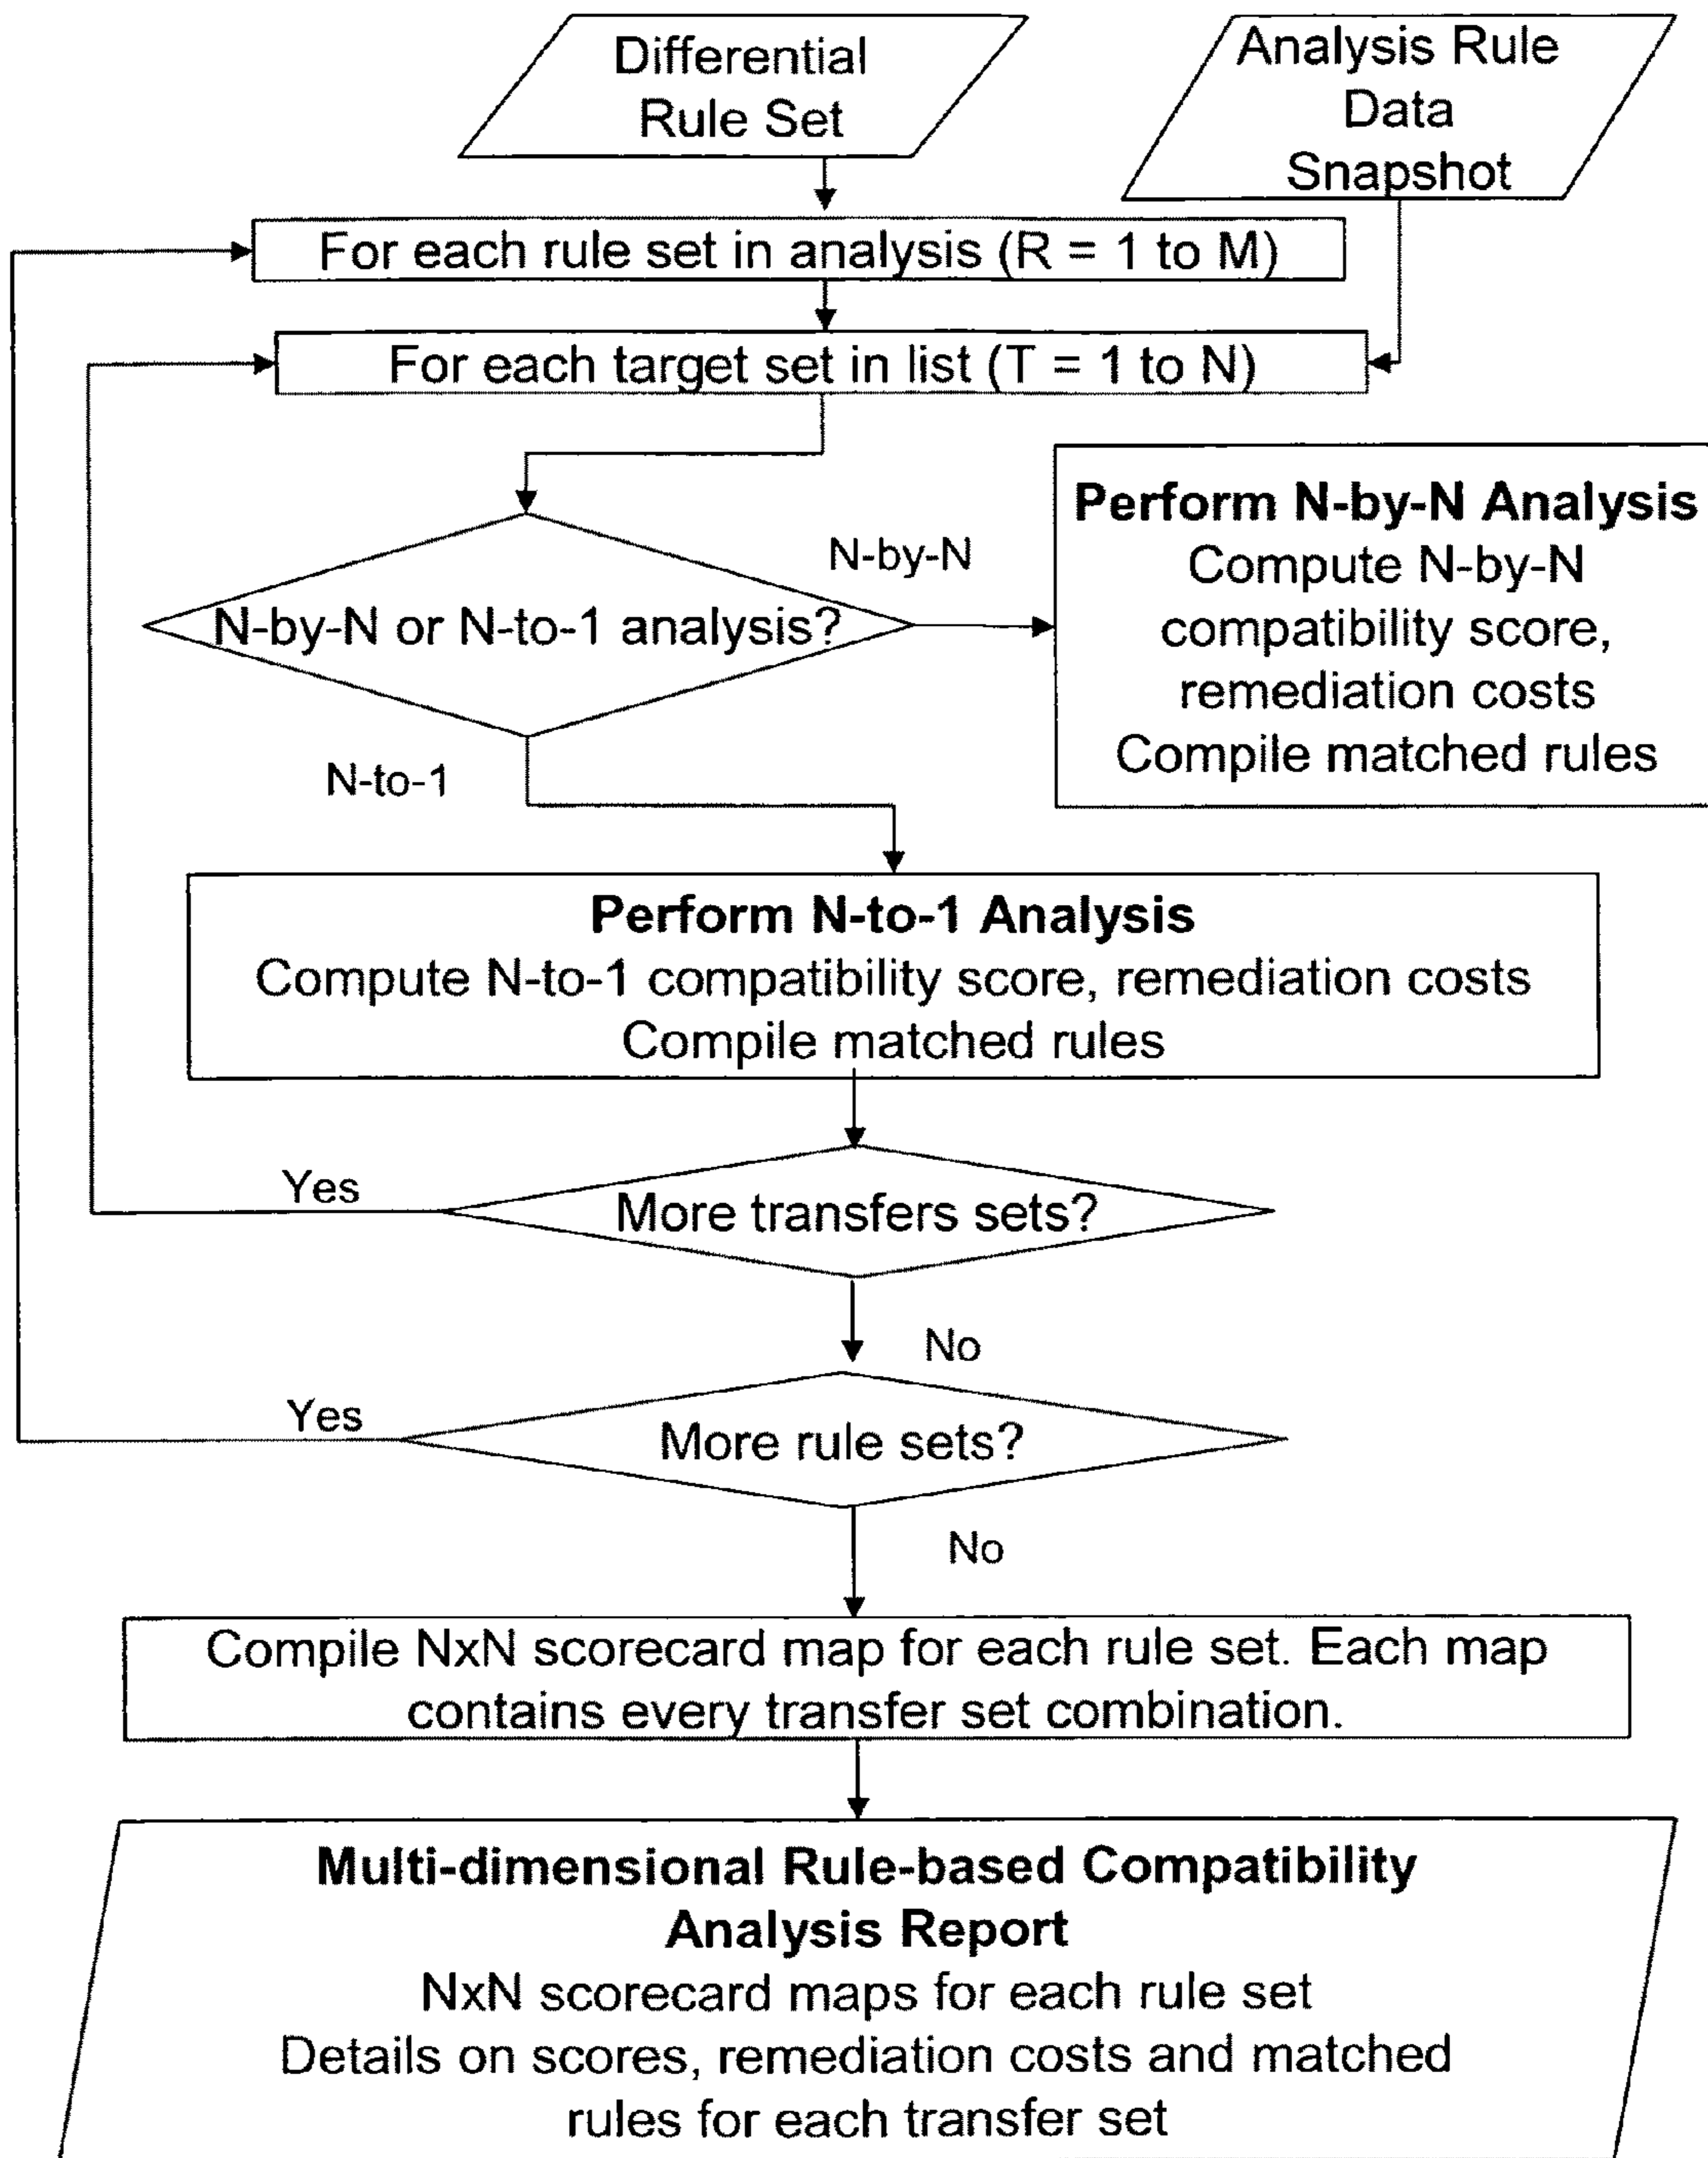 Differential
Rule Set
Analysis Rule
Data
Snapshot
For each rule set in analysis (R = 1 to M)
For each target set in list (T = 1 to N)
N-by-N or N-to-1 analysis?
N-by-N
Perform N-by-N Analysis
Compute N-by-N
compatibility score,
remediation costs
Compile matched rules
N-to-1
Perform N-to-1 Analysis
Compute N-to-1 compatibility score, remediation costs
Compile matched rules
Yes
More transfers sets?
No
Yes
More rule sets?
No
Compile NxN scorecard map for each rule set. Each map
contains every transfer set combination.
Multi-dimensional Rule-based Compatibility
Analysis Report
NxN scorecard maps for each rule set
Details on scores, remediation costs and matched
rules for each transfer set